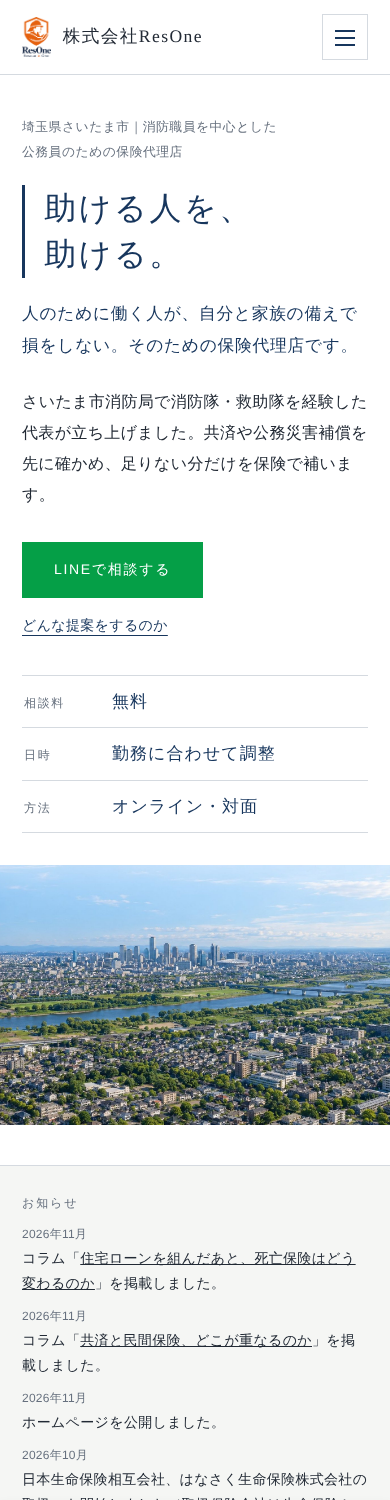 ResOne
株式会社ResOne
埼玉県さいたま市｜消防職員を中心とした
公務員のための保険代理店
助ける人を、
助ける。
人のために働く人が、自分と家族の備えで
損をしない。そのための保険代理店です。
さいたま市消防局で消防隊・救助隊を経験した
代表が立ち上げました。共済や公務災害補償を
先に確かめ、足りない分だけを保険で補いま
す。
LINEで相談する
どんな提案をするのか
相談料 無料
日時 勤務に合わせて調整
方法 オンライン・対面
お知らせ
2026年11月
コラム「住宅ローンを組んだあと、死亡保険はどう
変わるのか」を掲載しました。
2026年11月
コラム「共済と民間保険、どこが重なるのか」を掲
載しました。
2026年11月
ホームページを公開しました。
2026年10月
日本生命保険相互会社、はなさく生命保険株式会社の